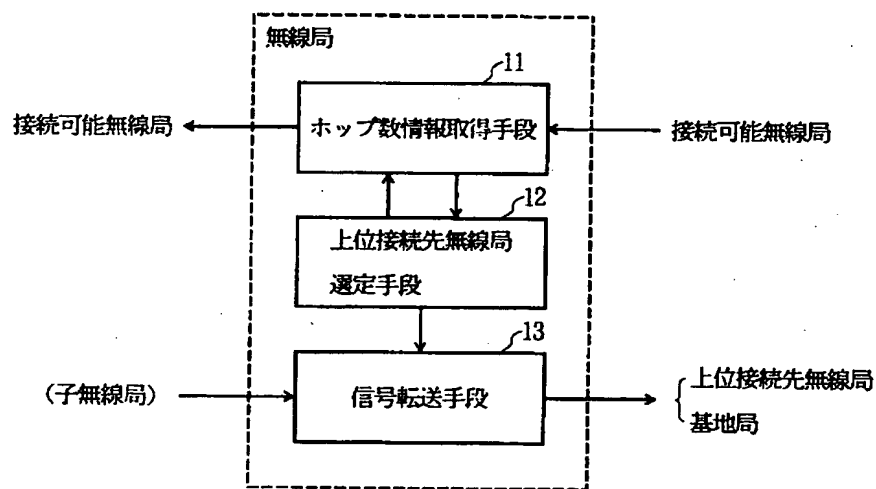 無線局
11
接続可能無線局
ホップ数情報取得手段
接続可能無線局
12
上位接続先無線局
選定手段
13
(子無線局)
信号転送手段
上位接続先無線局
基地局